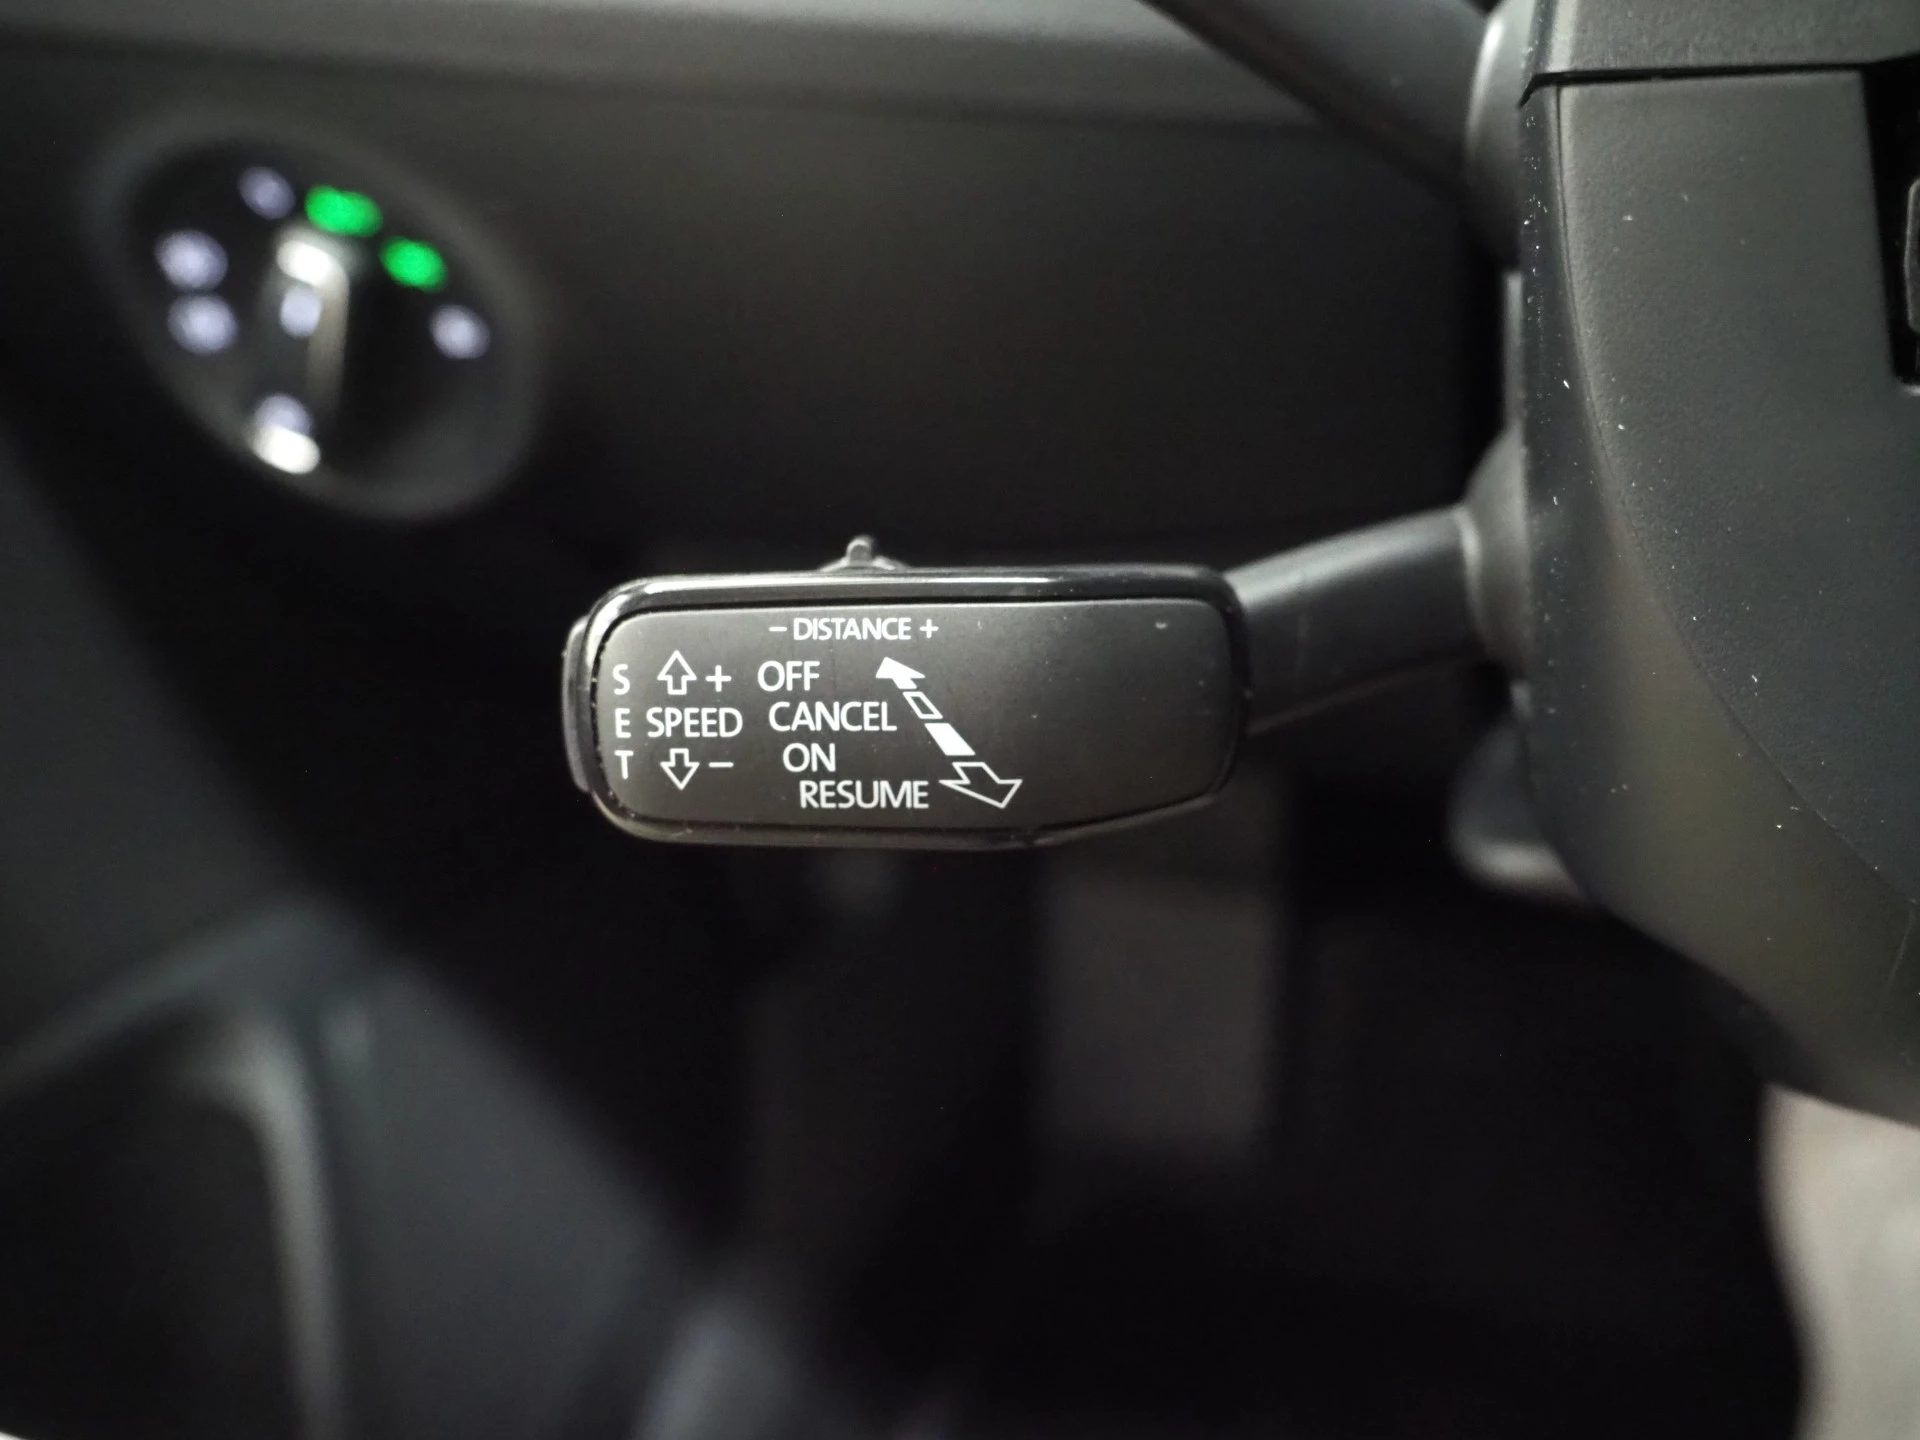 - DISTANCE +
S + OFF
E SPEED CANCEL
T - ON
RESUME